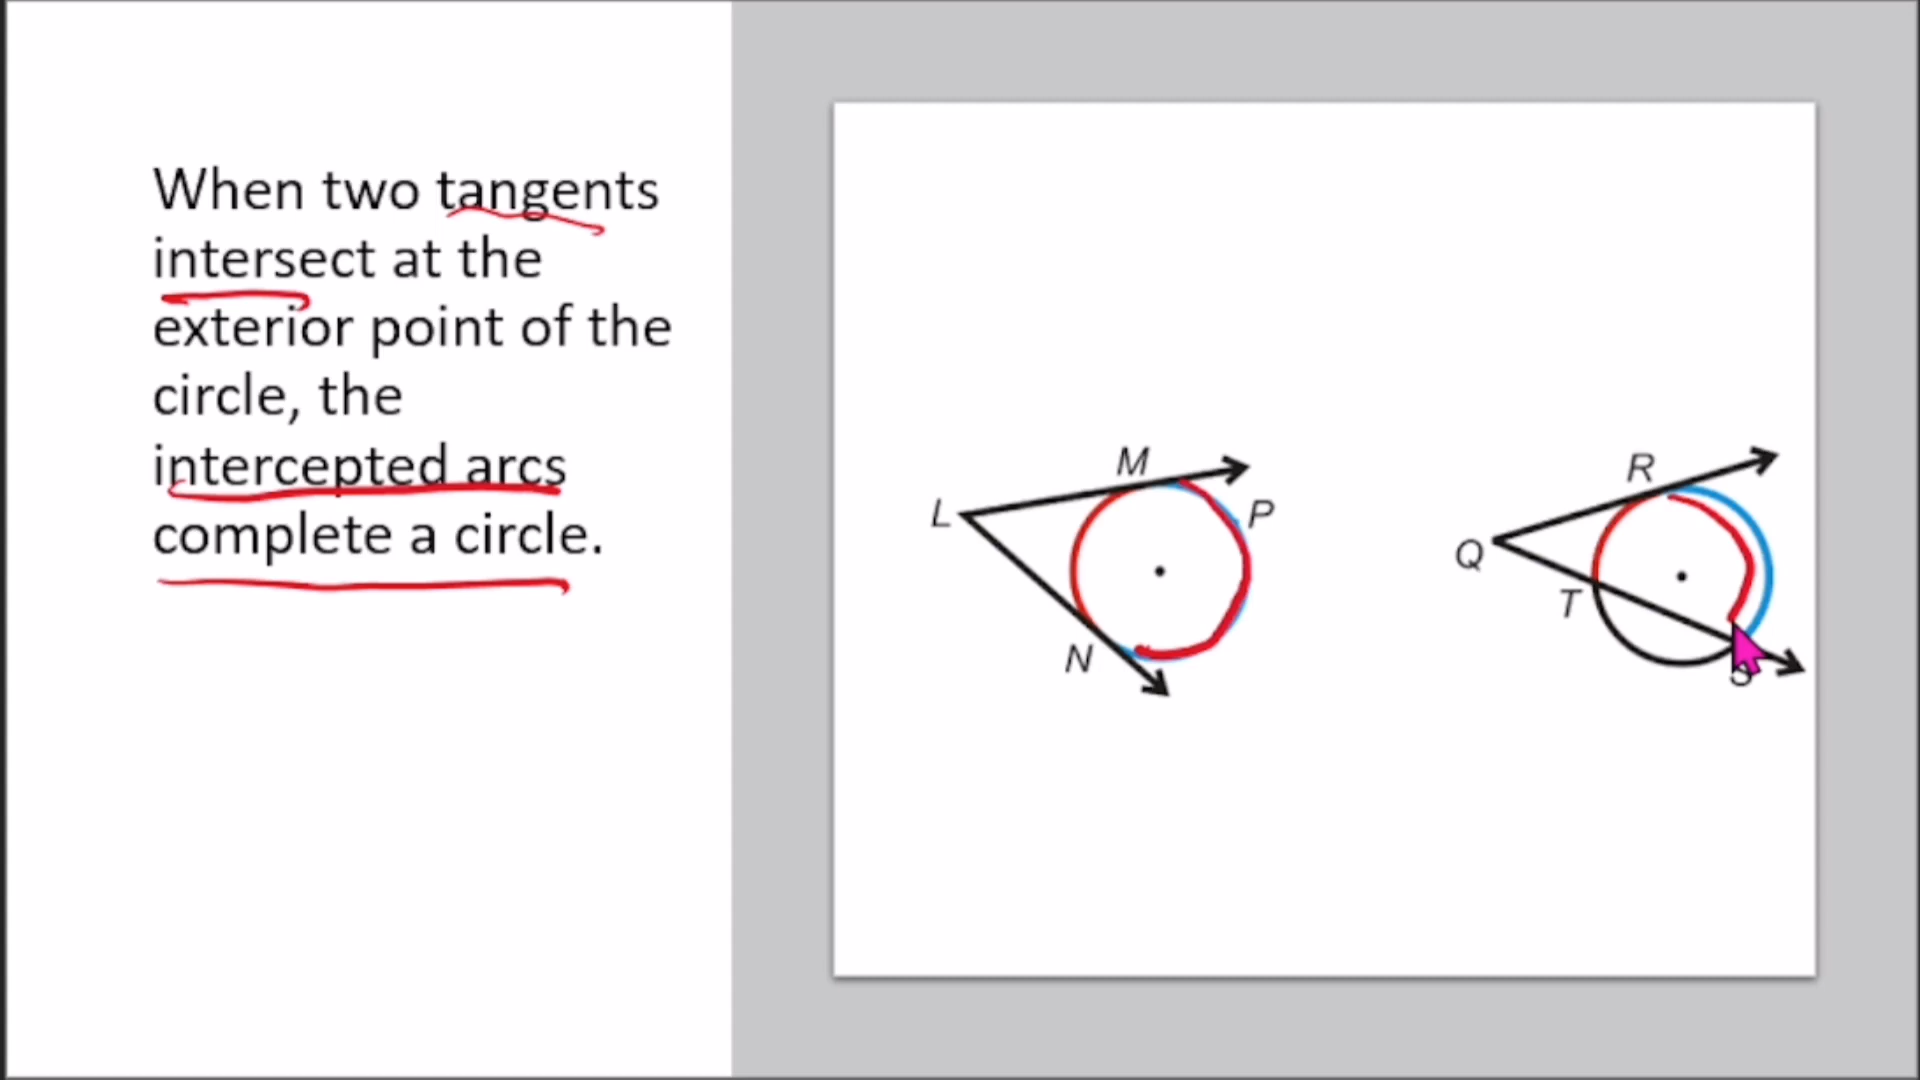 When two tangents
intersect at the
exterior point of the
circle, the
intercepted arcs
complete a circle.
M
L
P
N
R
Q
T
S